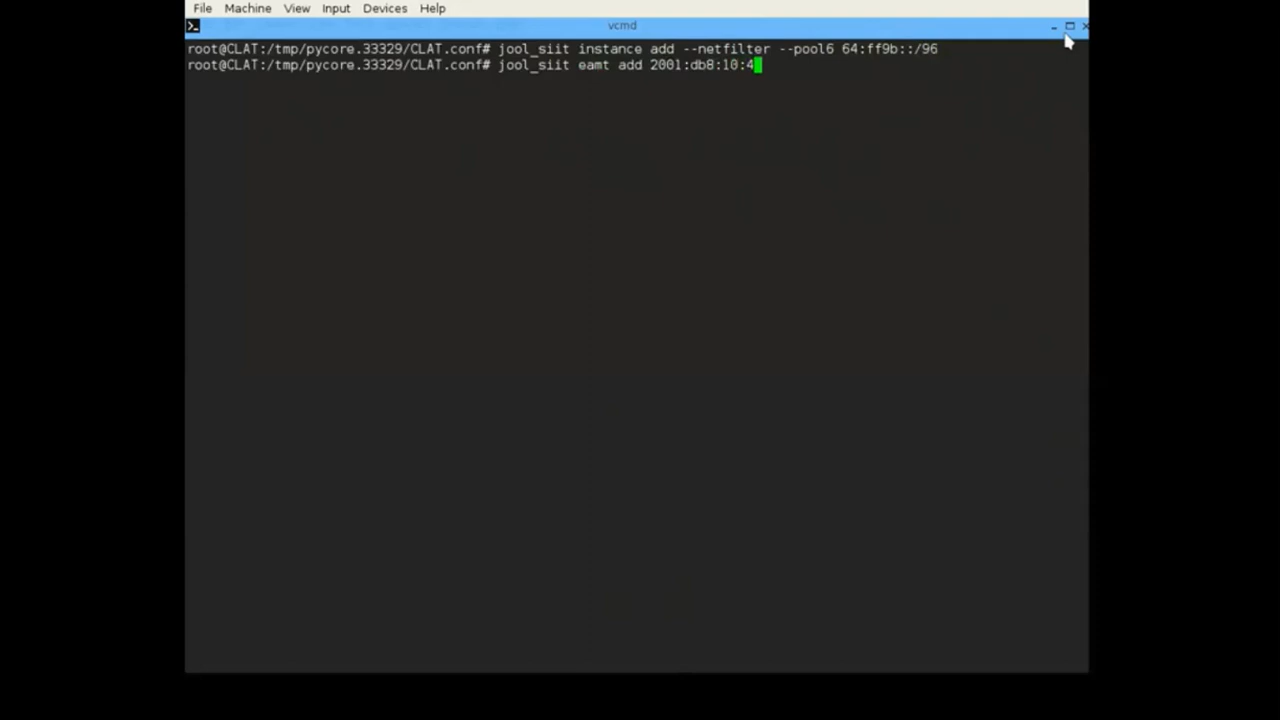 File Machine View Input Devices Help
vcmd
root@CLAT:/tmp/pycore.33329/CLAT.conf# jool_siit instance add --netfilter --pool6 64:ff9b::/96
root@CLAT:/tmp/pycore.33329/CLAT.conf# jool_siit eamt add 2001:db8:10:4